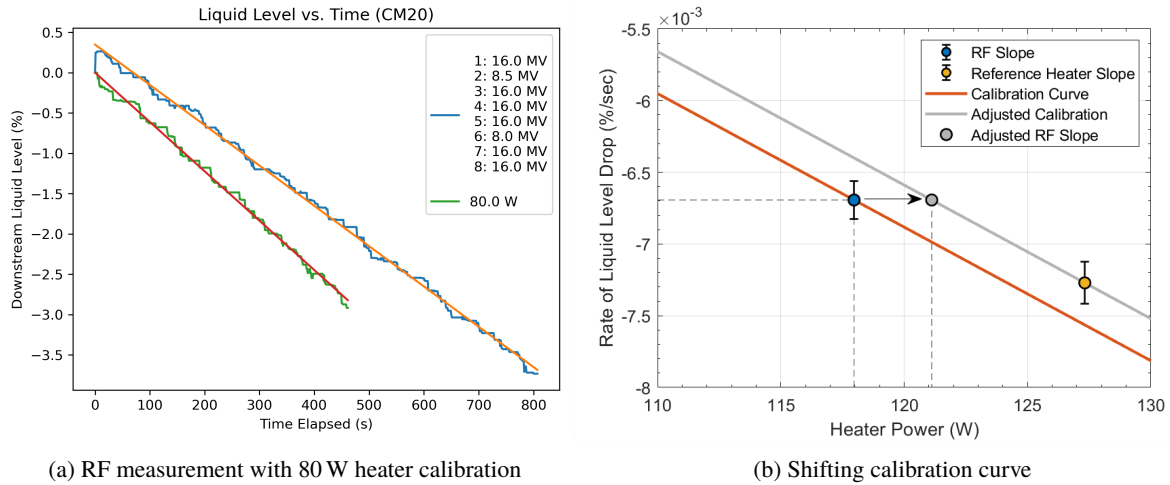 Liquid Level vs. Time (CM20)
Downstream Liquid Level (%)
0.5
0.0
−0.5
−1.0
−1.5
−2.0
−2.5
−3.0
−3.5
1: 16.0 MV
2: 8.5 MV
3: 16.0 MV
4: 16.0 MV
5: 16.0 MV
6: 8.0 MV
7: 16.0 MV
8: 16.0 MV
80.0 W
0 100 200 300 400 500 600 700 800
Time Elapsed (s)
(a) RF measurement with 80 W heater calibration
×10⁻³
Rate of Liquid Level Drop (%/sec)
-5.5
-6
-6.5
-7
-7.5
-8
RF Slope
Reference Heater Slope
Calibration Curve
Adjusted Calibration
Adjusted RF Slope
110 115 120 125 130
Heater Power (W)
(b) Shifting calibration curve